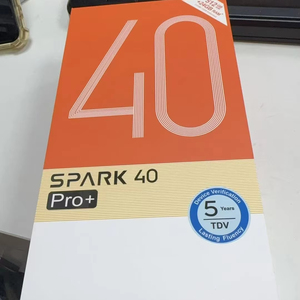 40
SPARK 40
Pro+
Device Verification
5
Years
TDV
Lasting Fluency